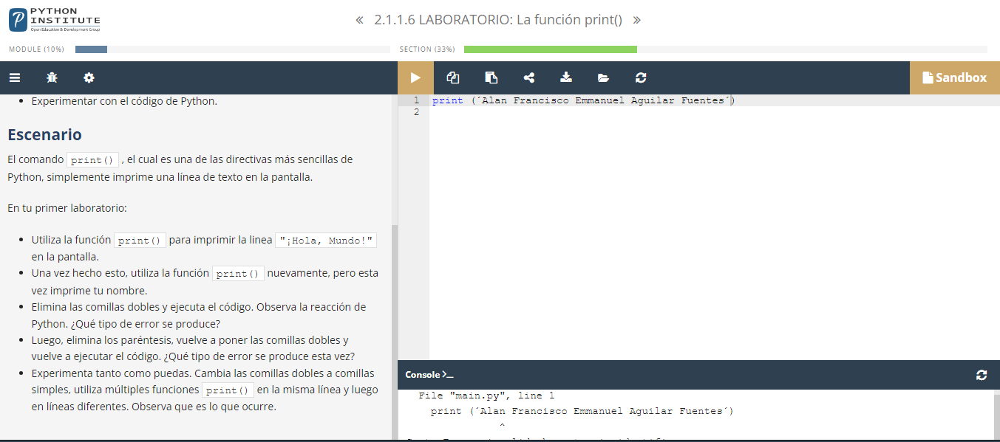 PYTHON
INSTITUTE
Open Education & Development Group
« 2.1.1.6 LABORATORIO: La función print() »
MODULE (10%)
SECTION (33%)
Sandbox
• Experimentar con el código de Python.
Escenario
El comando print() , el cual es una de las directivas más sencillas de
Python, simplemente imprime una línea de texto en la pantalla.
En tu primer laboratorio:
• Utiliza la función print() para imprimir la linea "¡Hola, Mundo!"
en la pantalla.
• Una vez hecho esto, utiliza la función print() nuevamente, pero esta
vez imprime tu nombre.
• Elimina las comillas dobles y ejecuta el código. Observa la reacción de
Python. ¿Qué tipo de error se produce?
• Luego, elimina los paréntesis, vuelve a poner las comillas dobles y
vuelve a ejecutar el código. ¿Qué tipo de error se produce esta vez?
• Experimenta tanto como puedas. Cambia las comillas dobles a comillas
simples, utiliza múltiples funciones print() en la misma línea y luego
en líneas diferentes. Observa que es lo que ocurre.
1 print (´Alan Francisco Emmanuel Aguilar Fuentes´)
2
Console >_
File "main.py", line 1
print (´Alan Francisco Emmanuel Aguilar Fuentes´)
^